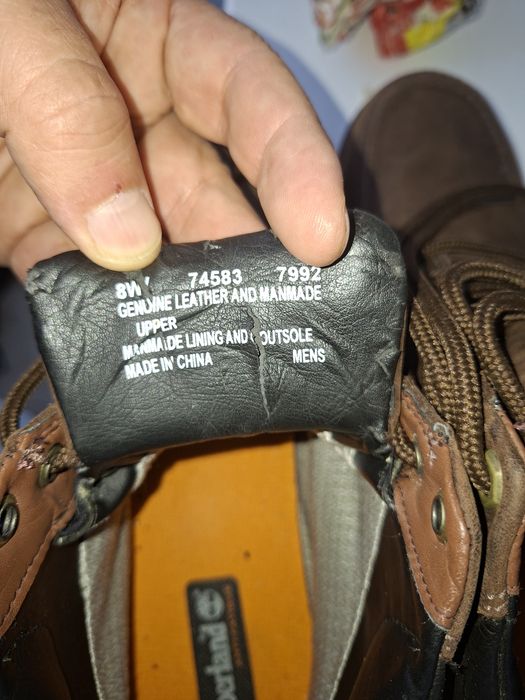 8W 74583 7992
GENUINE LEATHER AND MANMADE
UPPER
MANMADE LINING AND OUTSOLE
MADE IN CHINA MENS